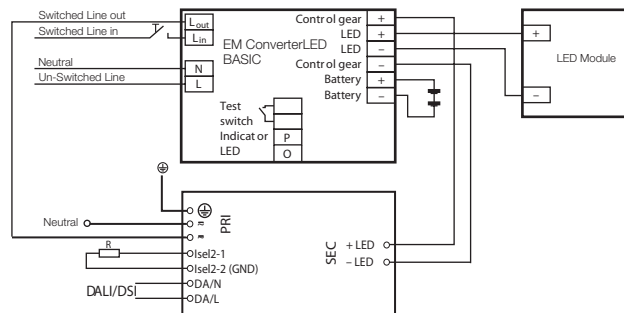 Switched Line out
Switched Line in
Neutral
Un-Switched Line
Lout
Lin
N
L
EM ConverterLED
BASIC
Test
switch
Indicator
LED
P
O
Control gear +
LED +
LED –
Control gear –
Battery +
Battery –
+
–
LED Module
Neutral
R
DALI/DSI
PRI
Isel2-1
Isel2-2 (GND)
DA/N
DA/L
SEC
+ LED
– LED